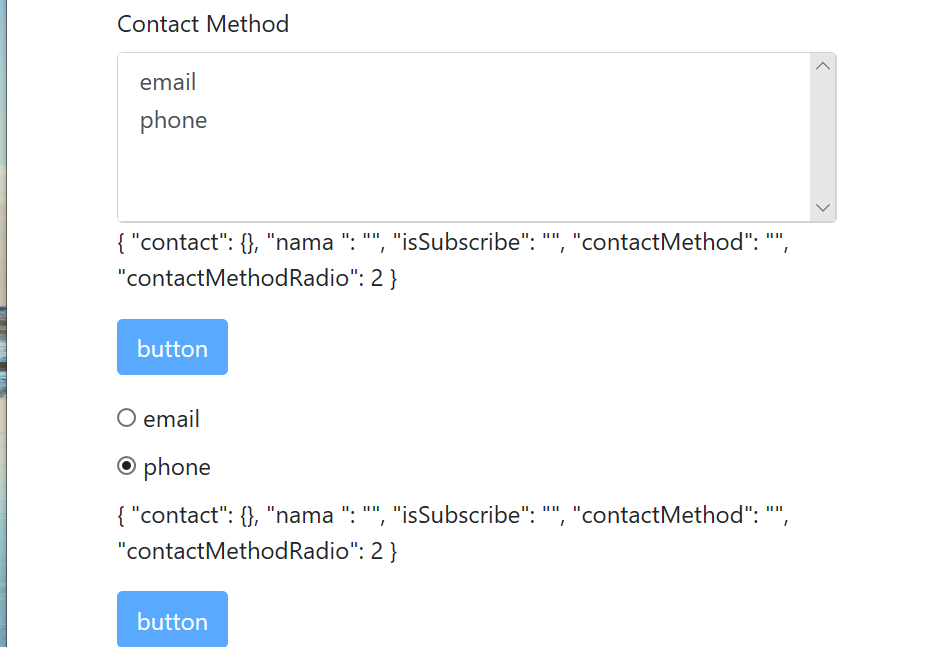 Contact Method
email
phone
{ "contact": {}, "nama ": "", "isSubscribe": "", "contactMethod": "",
"contactMethodRadio": 2 }
button
email
phone
{ "contact": {}, "nama ": "", "isSubscribe": "", "contactMethod": "",
"contactMethodRadio": 2 }
button